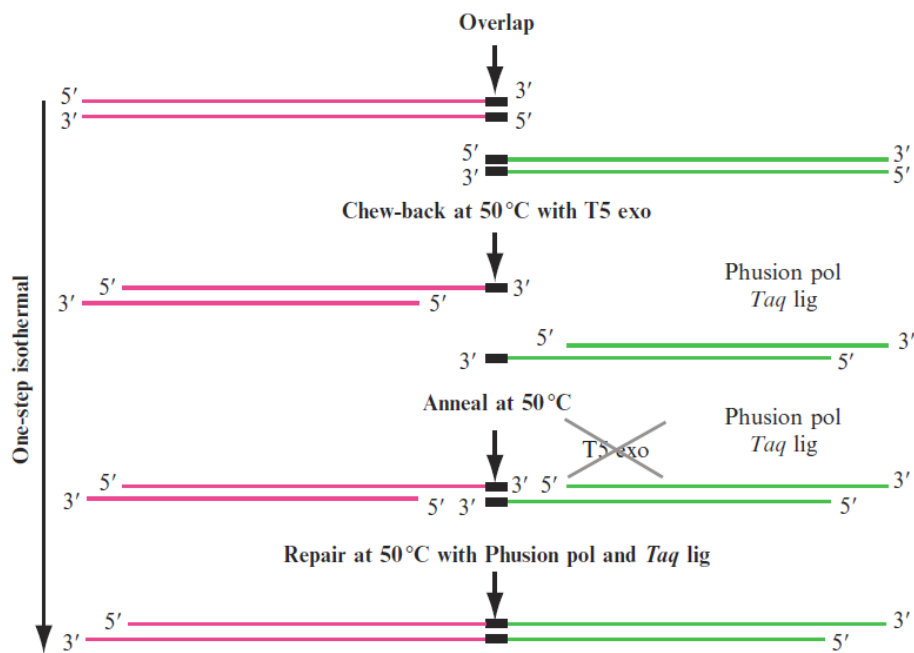 Overlap
5′ 3′
3′ 5′
5′ 3′
3′ 5′
Chew-back at 50 °C with T5 exo
5′ 3′ Phusion pol
3′ 5′ Taq lig
5′ 3′
3′ 5′
One-step isothermal
Anneal at 50 °C
Phusion pol
T5 exo Taq lig
5′ 3′ 5′ 3′
3′ 5′ 3′ 5′
Repair at 50 °C with Phusion pol and Taq lig
5′ 3′
3′ 5′